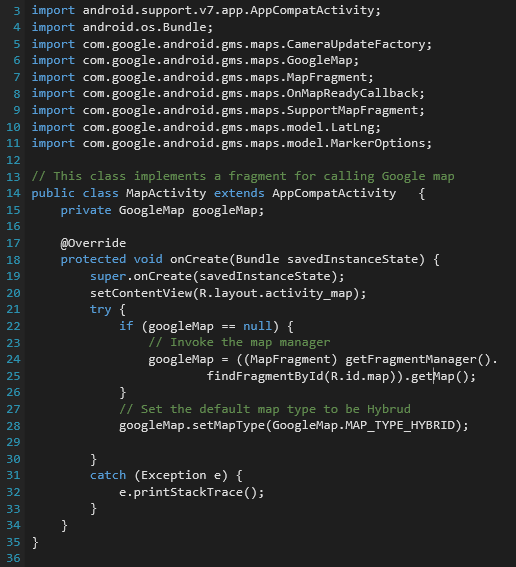 3 import android.support.v7.app.AppCompatActivity;
4 import android.os.Bundle;
5 import com.google.android.gms.maps.CameraUpdateFactory;
6 import com.google.android.gms.maps.GoogleMap;
7 import com.google.android.gms.maps.MapFragment;
8 import com.google.android.gms.maps.OnMapReadyCallback;
9 import com.google.android.gms.maps.SupportMapFragment;
10 import com.google.android.gms.maps.model.LatLng;
11 import com.google.android.gms.maps.model.MarkerOptions;
12
13 // This class implements a fragment for calling Google map
14 public class MapActivity extends AppCompatActivity   {
15     private GoogleMap googleMap;
16
17     @Override
18     protected void onCreate(Bundle savedInstanceState) {
19         super.onCreate(savedInstanceState);
20         setContentView(R.layout.activity_map);
21         try {
22             if (googleMap == null) {
23                 // Invoke the map manager
24                 googleMap = ((MapFragment) getFragmentManager().
25                         findFragmentById(R.id.map)).getMap();
26             }
27             // Set the default map type to be Hybrud
28             googleMap.setMapType(GoogleMap.MAP_TYPE_HYBRID);
29
30         }
31         catch (Exception e) {
32             e.printStackTrace();
33         }
34     }
35 }
36